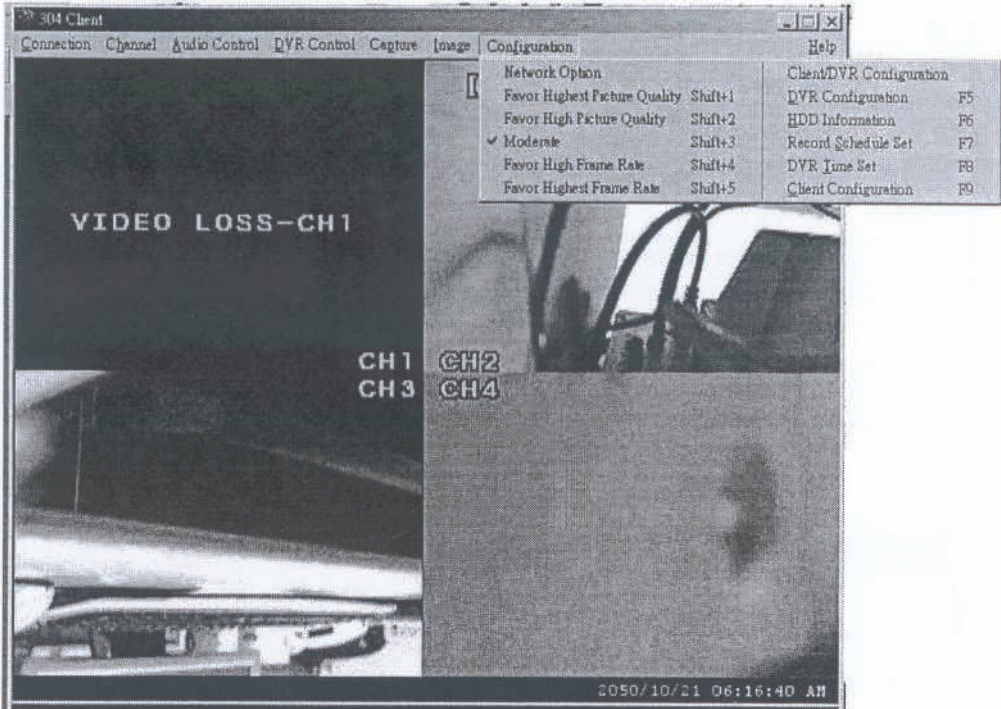 304 Client
Connection Channel Audio Control DVR Control Capture Image Configuration Help
Network Option
Favor Highest Picture Quality Shift+1
Favor High Picture Quality Shift+2
✓ Moderate Shift+3
Favor High Frame Rate Shift+4
Favor Highest Frame Rate Shift+5
Client/DVR Configuration
DVR Configuration F5
HDD Information F6
Record Schedule Set F7
DVR Time Set F8
Client Configuration F9
VIDEO LOSS-CH1
CH1 CH2
CH3 CH4
2050/10/21 06:16:40 AM